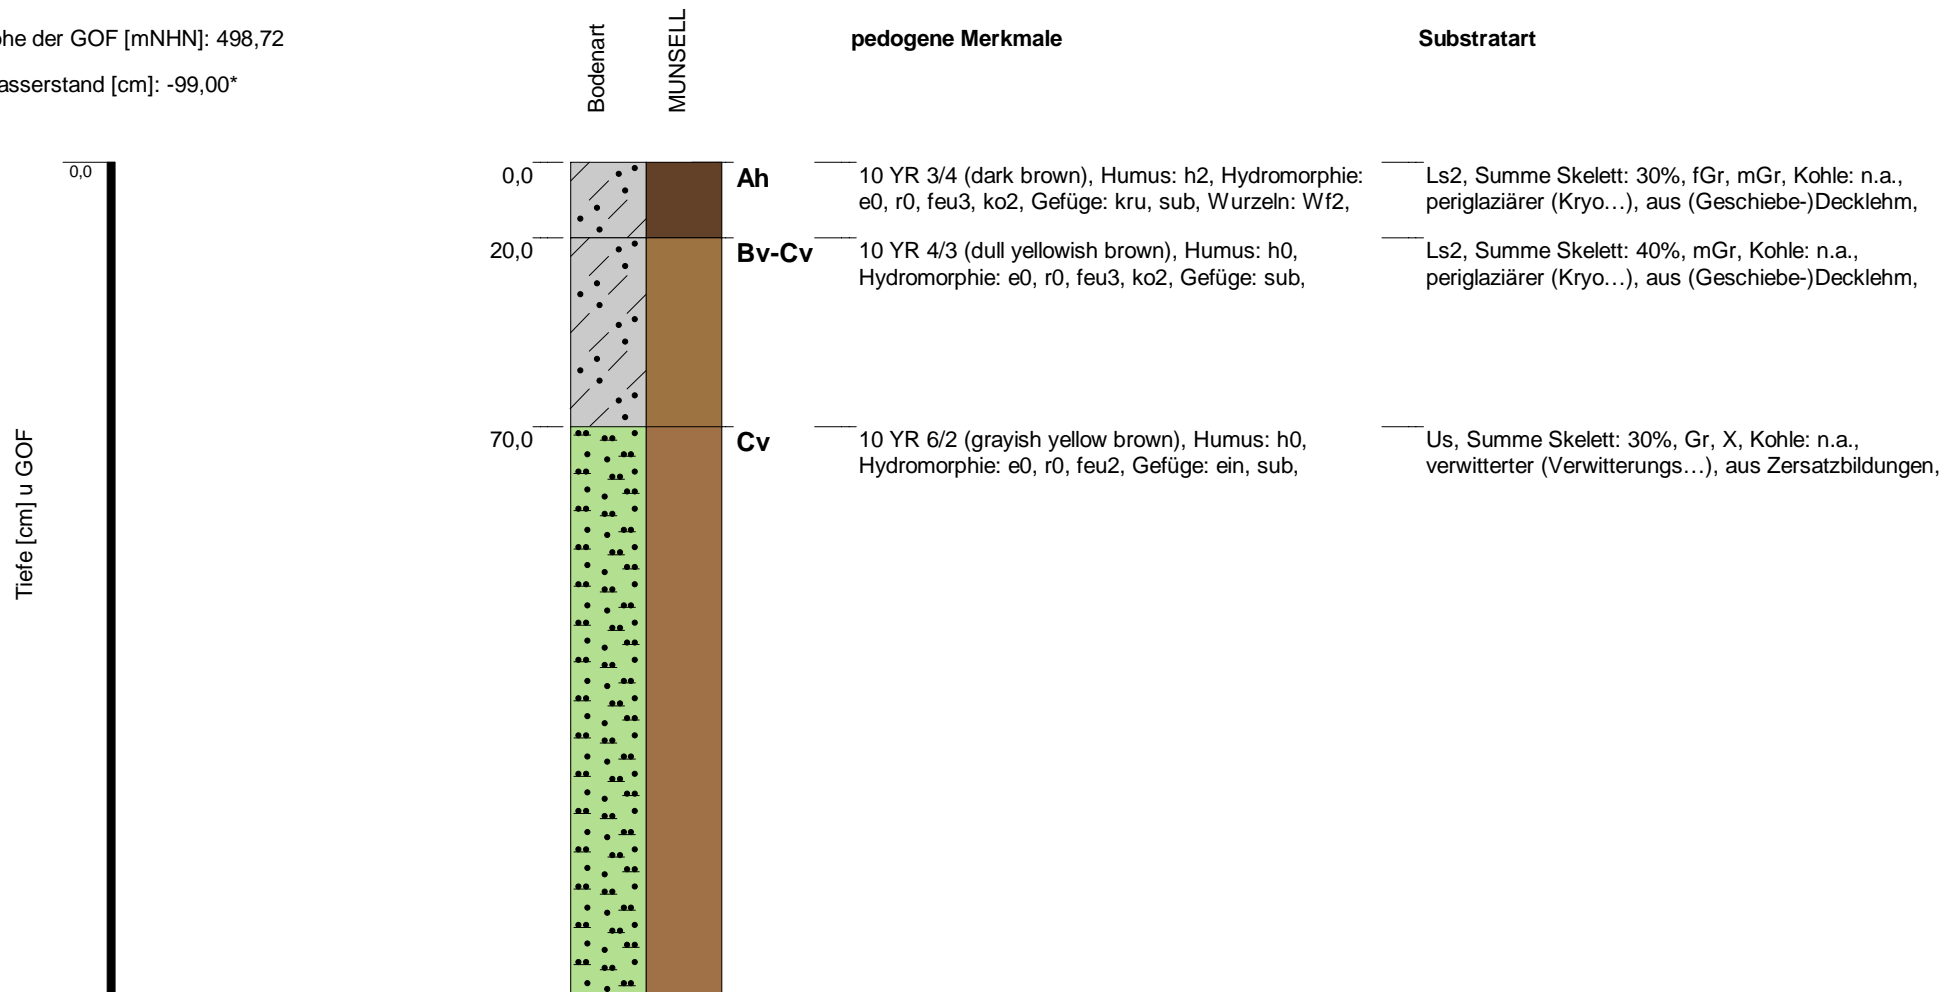 öhe der GOF [mNHN]: 498,72
asserstand [cm]: -99,00*
Bodenart
MUNSELL
pedogene Merkmale
Substratart
Tiefe [cm] u GOF
0,0
0,0
Ah
10 YR 3/4 (dark brown), Humus: h2, Hydromorphie:
e0, r0, feu3, ko2, Gefüge: kru, sub, Wurzeln: Wf2,
Ls2, Summe Skelett: 30%, fGr, mGr, Kohle: n.a.,
periglaziärer (Kryo…), aus (Geschiebe-)Decklehm,
20,0
Bv-Cv
10 YR 4/3 (dull yellowish brown), Humus: h0,
Hydromorphie: e0, r0, feu3, ko2, Gefüge: sub,
Ls2, Summe Skelett: 40%, mGr, Kohle: n.a.,
periglaziärer (Kryo…), aus (Geschiebe-)Decklehm,
70,0
Cv
10 YR 6/2 (grayish yellow brown), Humus: h0,
Hydromorphie: e0, r0, feu2, Gefüge: ein, sub,
Us, Summe Skelett: 30%, Gr, X, Kohle: n.a.,
verwitterter (Verwitterungs…), aus Zersatzbildungen,